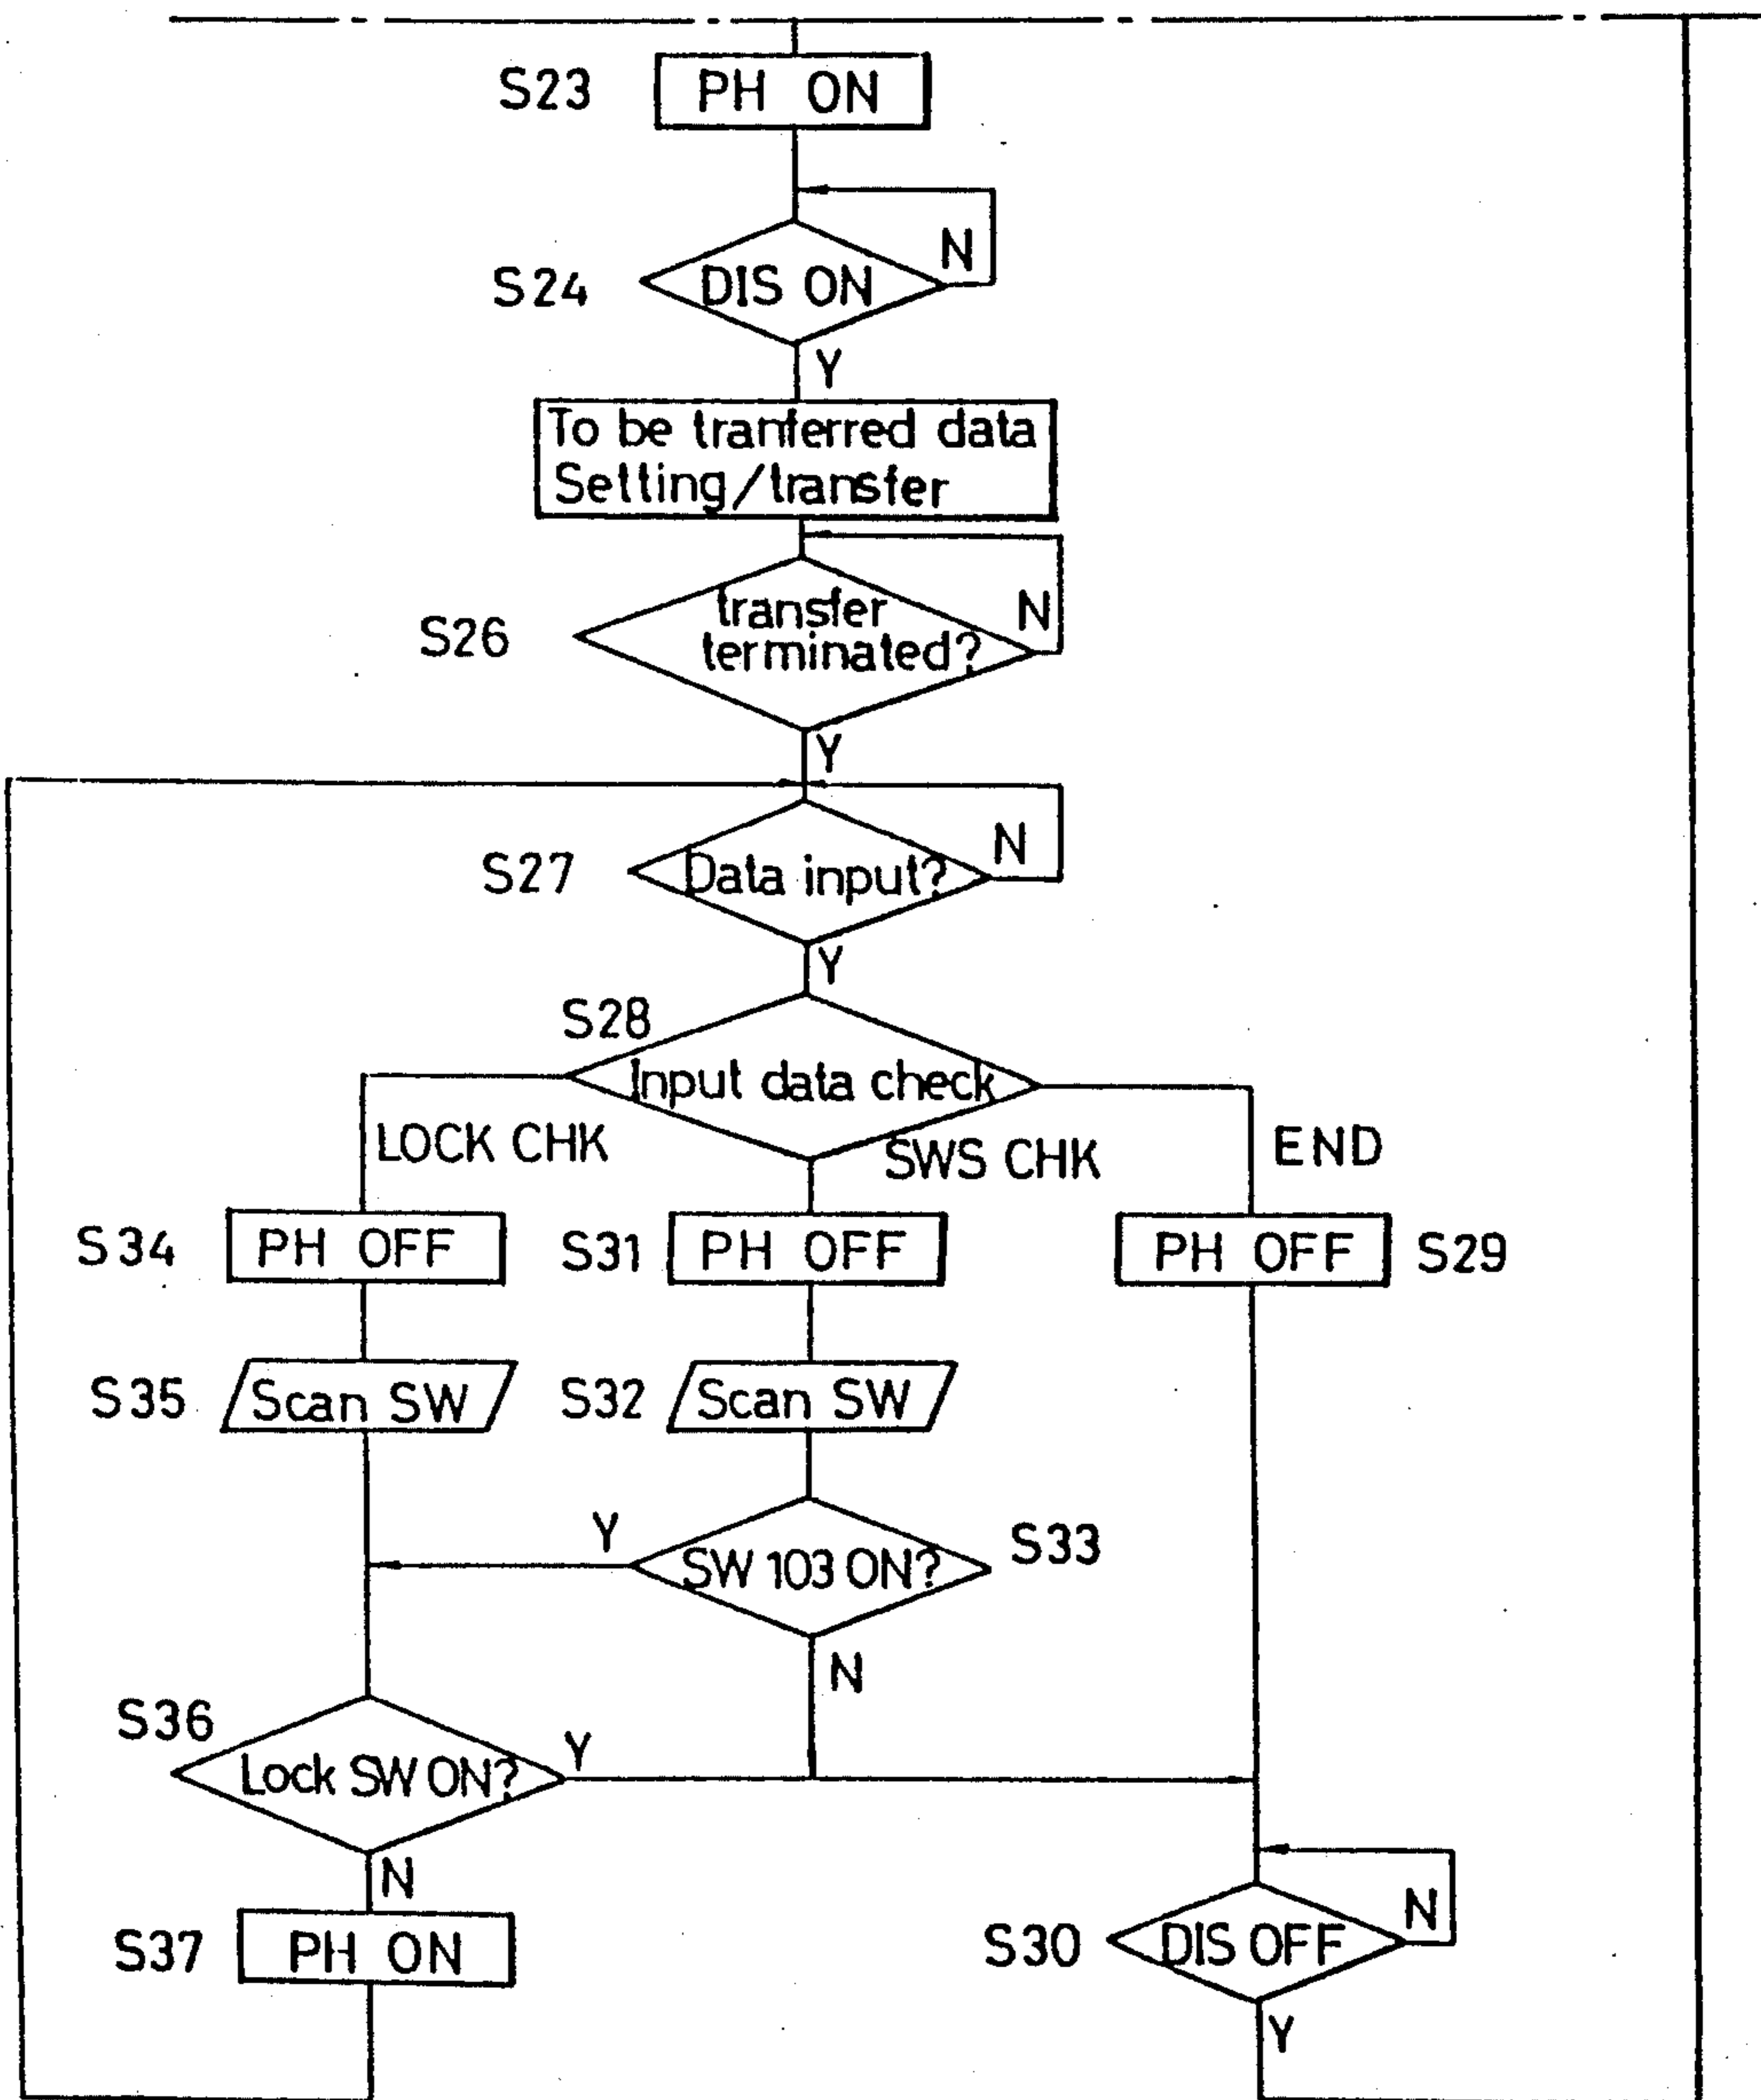 S23
PH ON
N
S24
DIS ON
Y
To be tranferred data
Setting/transfer
S26
transfer
terminated?
N
Y
S27
Data input?
N
Y
S28
Input data check
LOCK CHK
SWS CHK
END
S34
PH OFF
S31
PH OFF
PH OFF
S29
S35
Scan SW
S32
Scan SW
Y
SW 103 ON?
S33
N
S36
Lock SW ON?
Y
N
S37
PH ON
S30
DIS OFF
N
Y